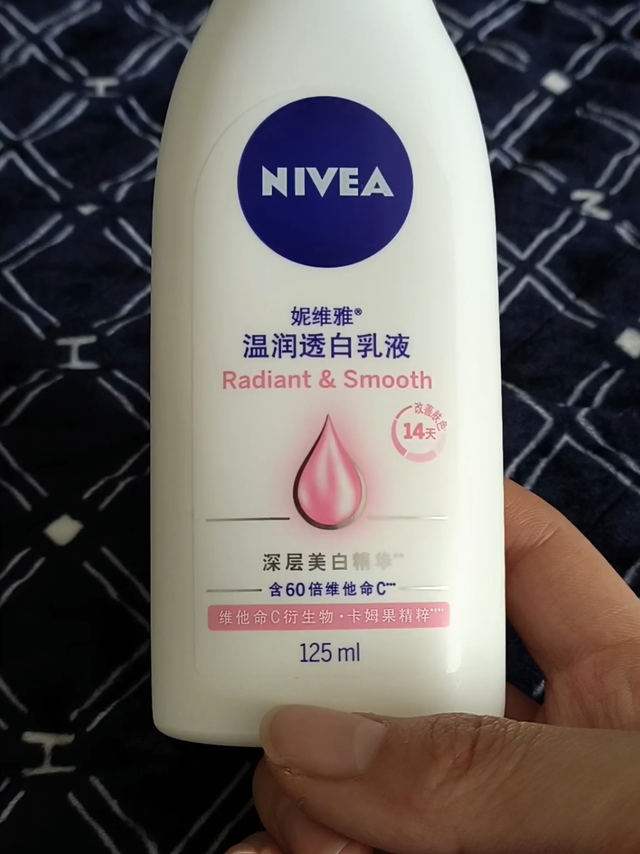 NIVEA
妮维雅®
温润透白乳液
Radiant & Smooth
改善肤色
14天
深层美白精华**
含60倍维他命C***
维他命C衍生物·卡姆果精粹****
125 ml